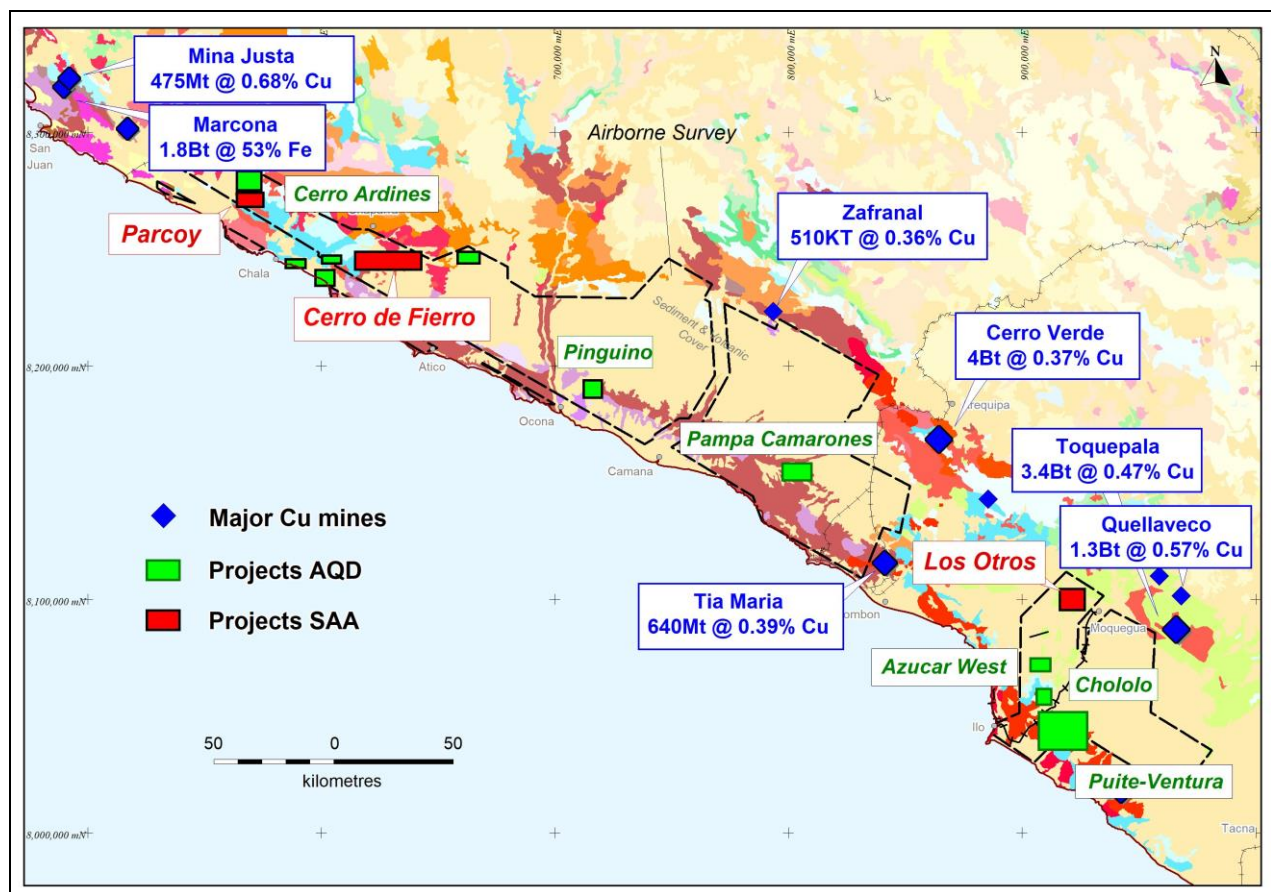 700,000 mE
800,000 mE
900,000 mE
N
Mina Justa
475Mt @ 0.68% Cu
Marcona
1.8Bt @ 53% Fe
8,300,000 mN
San
Juan
Airborne Survey
Cerro Ardines
Parcoy
Chala
Cerro de Fierro
Zafranal
510KT @ 0.36% Cu
Sediment & Volcanic
Cover
Cerro Verde
4Bt @ 0.37% Cu
8,200,000 mN
Atico
Pinguino
Ocona
Camana
Pampa Camarones
Toquepala
3.4Bt @ 0.47% Cu
Quellaveco
1.3Bt @ 0.57% Cu
Major Cu mines
Projects AQD
Projects SAA
Los Otros
8,100,000 mN
Tia Maria
640Mt @ 0.39% Cu
Moquegua
Azucar West
Chololo
Ilo
50 0 50
kilometres
Puite-Ventura
8,000,000 mN
Tacna